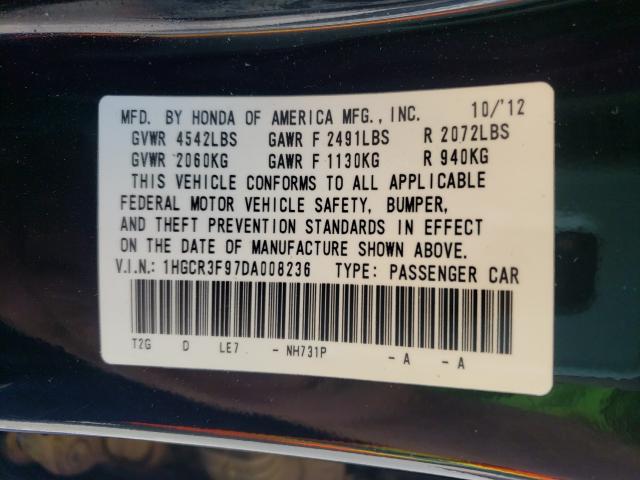 MFD. BY HONDA OF AMERICA MFG., INC. 10/'12
GVWR 4542LBS GAWR F 2491LBS R 2072LBS
GVWR 2060KG GAWR F 1130KG R 940KG
THIS VEHICLE CONFORMS TO ALL APPLICABLE
FEDERAL MOTOR VEHICLE SAFETY, BUMPER,
AND THEFT PREVENTION STANDARDS IN EFFECT
ON THE DATE OF MANUFACTURE SHOWN ABOVE.
V.I.N.: 1HGCR3F97DA008236 TYPE: PASSENGER CAR
T2G D LE7 - NH731P - A - A